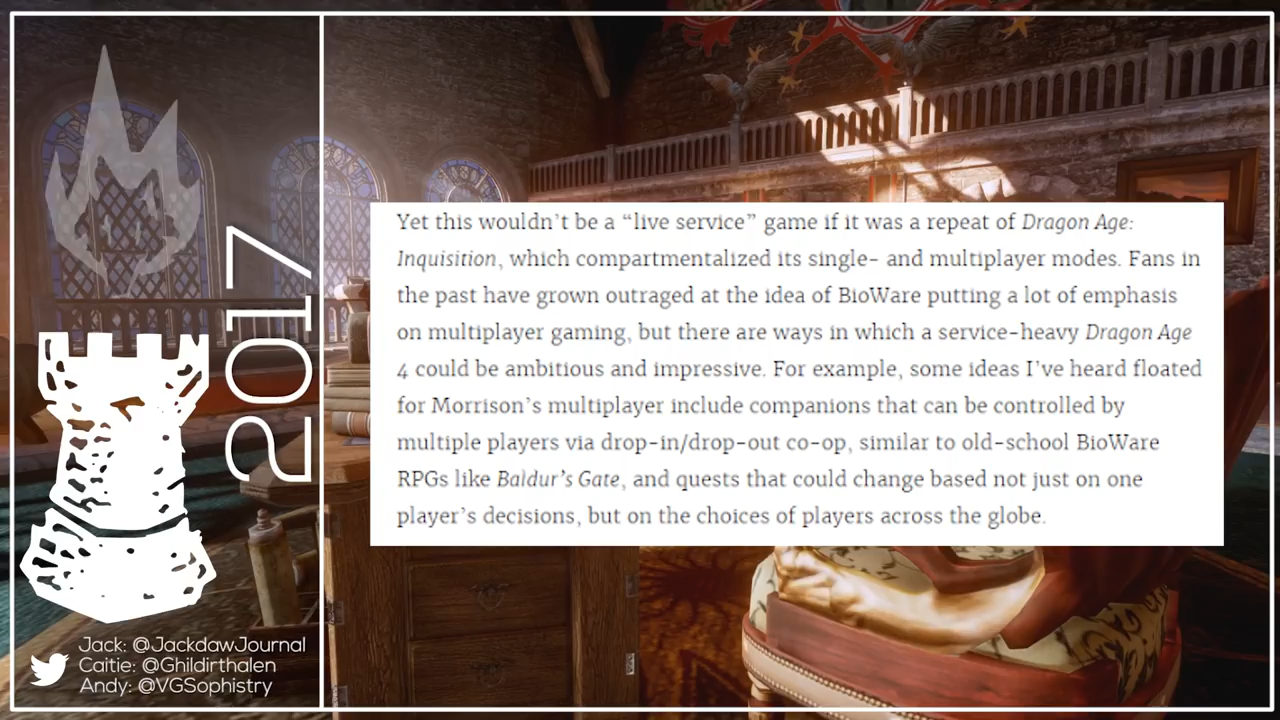 2017
Yet this wouldn't be a “live service” game if it was a repeat of Dragon Age:
Inquisition, which compartmentalized its single- and multiplayer modes. Fans in
the past have grown outraged at the idea of BioWare putting a lot of emphasis
on multiplayer gaming, but there are ways in which a service-heavy Dragon Age
4 could be ambitious and impressive. For example, some ideas I've heard floated
for Morrison's multiplayer include companions that can be controlled by
multiple players via drop-in/drop-out co-op, similar to old-school BioWare
RPGs like Baldur's Gate, and quests that could change based not just on one
player's decisions, but on the choices of players across the globe.
Jack: @JackdawJournal
Caitie: @Ghildirthalen
Andy: @VGSophistry